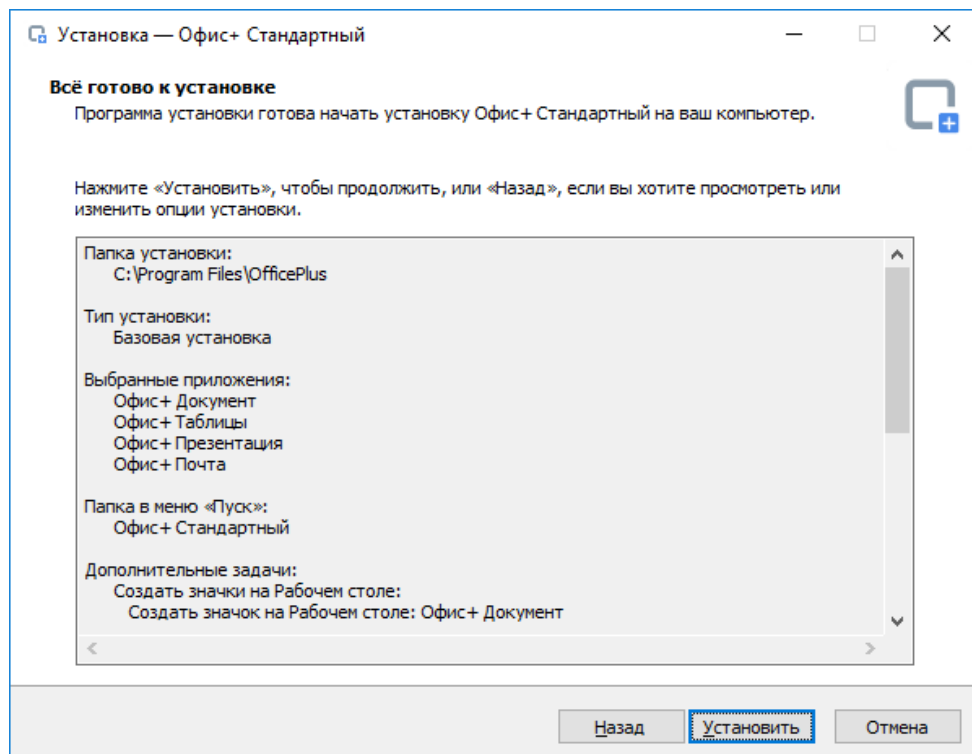 Установка — Офис+ Стандартный
Всё готово к установке
Программа установки готова начать установку Офис+ Стандартный на ваш компьютер.
Нажмите «Установить», чтобы продолжить, или «Назад», если вы хотите просмотреть или
изменить опции установки.
Папка установки:
C:\Program Files\OfficePlus
Тип установки:
Базовая установка
Выбранные приложения:
Офис+ Документ
Офис+ Таблицы
Офис+ Презентация
Офис+ Почта
Папка в меню «Пуск»:
Офис+ Стандартный
Дополнительные задачи:
Создать значки на Рабочем столе:
Создать значок на Рабочем столе: Офис+ Документ
Назад Установить Отмена